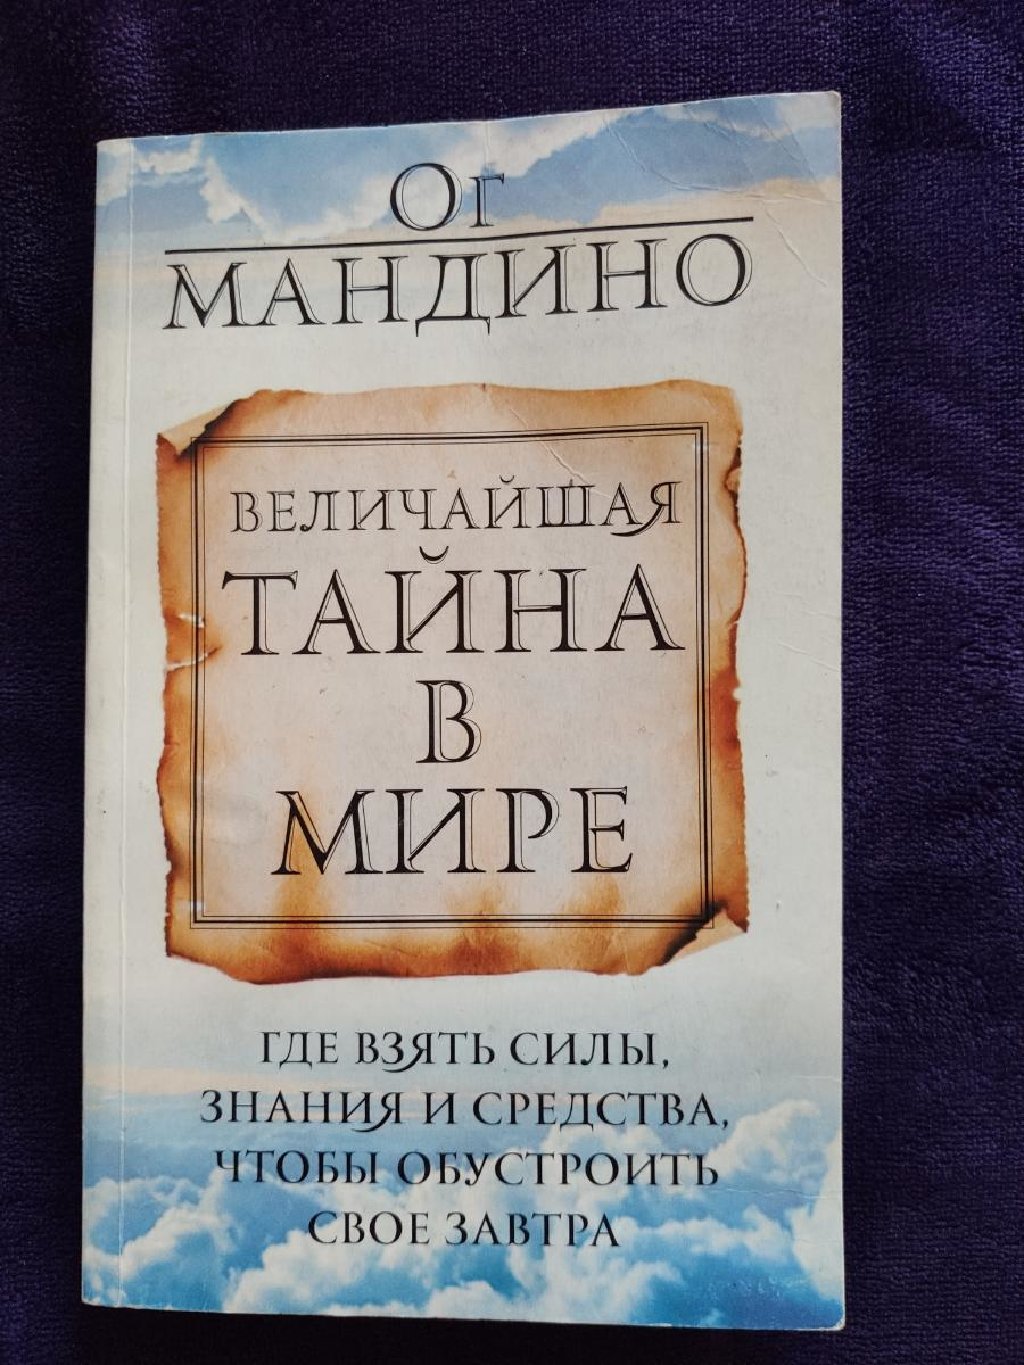 Ог
МАНДИНО
ВЕЛИЧАЙШАЯ
ТАЙНА
В
МИРЕ
ГДЕ ВЗЯТЬ СИЛЫ,
ЗНАНИЯ И СРЕДСТВА,
ЧТОБЫ ОБУСТРОИТЬ
СВОЕ ЗАВТРА